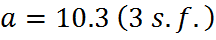 a = 10.3 (3 s.f.)